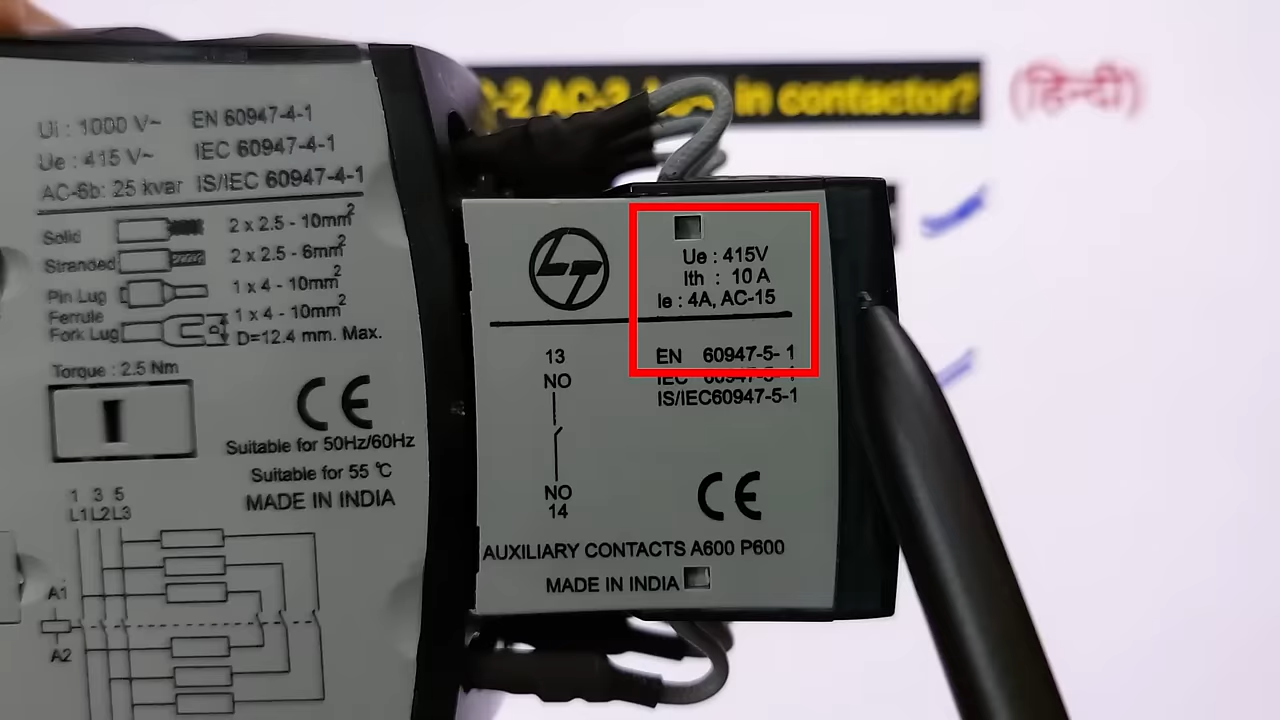 -2 AC-3, in contactor?
(हिन्दी)
Ui : 1000 V~ EN 60947-4-1
Ue : 415 V~ IEC 60947-4-1
AC-6b: 25 kvar IS/IEC 60947-4-1
Solid 2 x 2.5 - 10mm²
Stranded 2 x 2.5 - 6mm²
Pin Lug 1 x 4 - 10mm²
Ferrule
Fork Lug 1 x 4 - 10mm²
D=12.4 mm. Max.
Torque : 2.5 Nm
CE
Suitable for 50Hz/60Hz
Suitable for 55 °C
MADE IN INDIA
1 3 5
L1 L2 L3
A1
A2
LT
Ue : 415V
Ith : 10 A
Ie : 4A, AC-15
13
NO
EN 60947-5- 1
IEC 60947-5-1
IS/IEC60947-5-1
NO
14
CE
AUXILIARY CONTACTS A600 P600
MADE IN INDIA